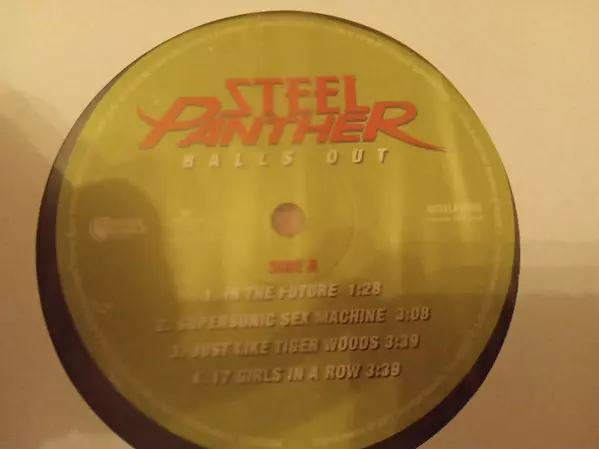 STEEL
PANTHER
BALLS OUT
SIDE A
1. IN THE FUTURE 1:28
2. SUPERSONIC SEX MACHINE 3:08
3. JUST LIKE TIGER WOODS 3:39
4. 17 GIRLS IN A ROW 3:39